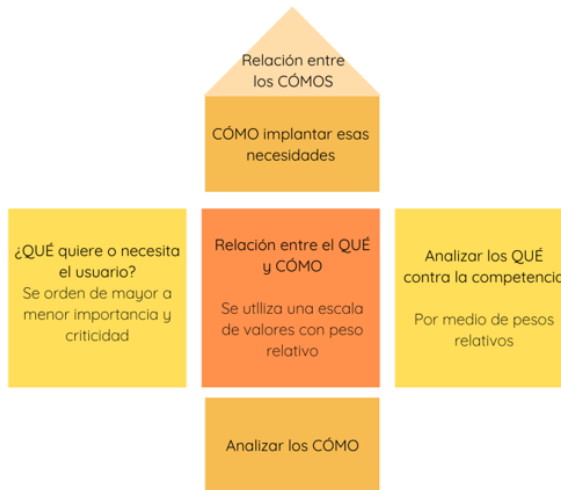 Relación entre
los CÓMOS
CÓMO implantar esas
necesidades
¿QUÉ quiere o necesita
el usuario?
Se orden de mayor a
menor importancia y
criticidad
Relación entre el QUÉ
y CÓMO
Se utliza una escala
de valores con peso
relativo
Analizar los QUÉ
contra la competencia
Por medio de pesos
relativos
Analizar los CÓMO